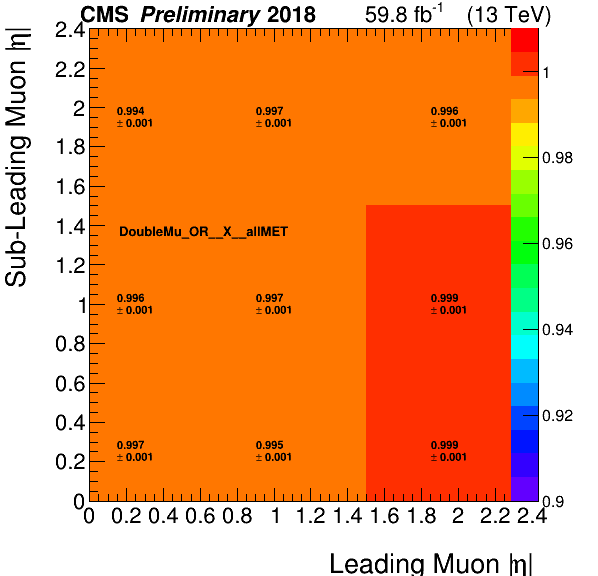 CMS Preliminary 2018 59.8 fb-1 (13 TeV)
Sub-Leading Muon |η|
2.4
2.2
2
1.8
1.6
1.4
1.2
1
0.8
0.6
0.4
0.2
0
0.994 0.997 0.996
± 0.001 ± 0.001 ± 0.001
DoubleMu_OR__X__allMET
0.996 0.997 0.999
± 0.001 ± 0.001 ± 0.001
0.997 0.995 0.999
± 0.001 ± 0.001 ± 0.001
1
0.98
0.96
0.94
0.92
0.9
0 0.2 0.4 0.6 0.8 1 1.2 1.4 1.6 1.8 2 2.2 2.4
Leading Muon |η|